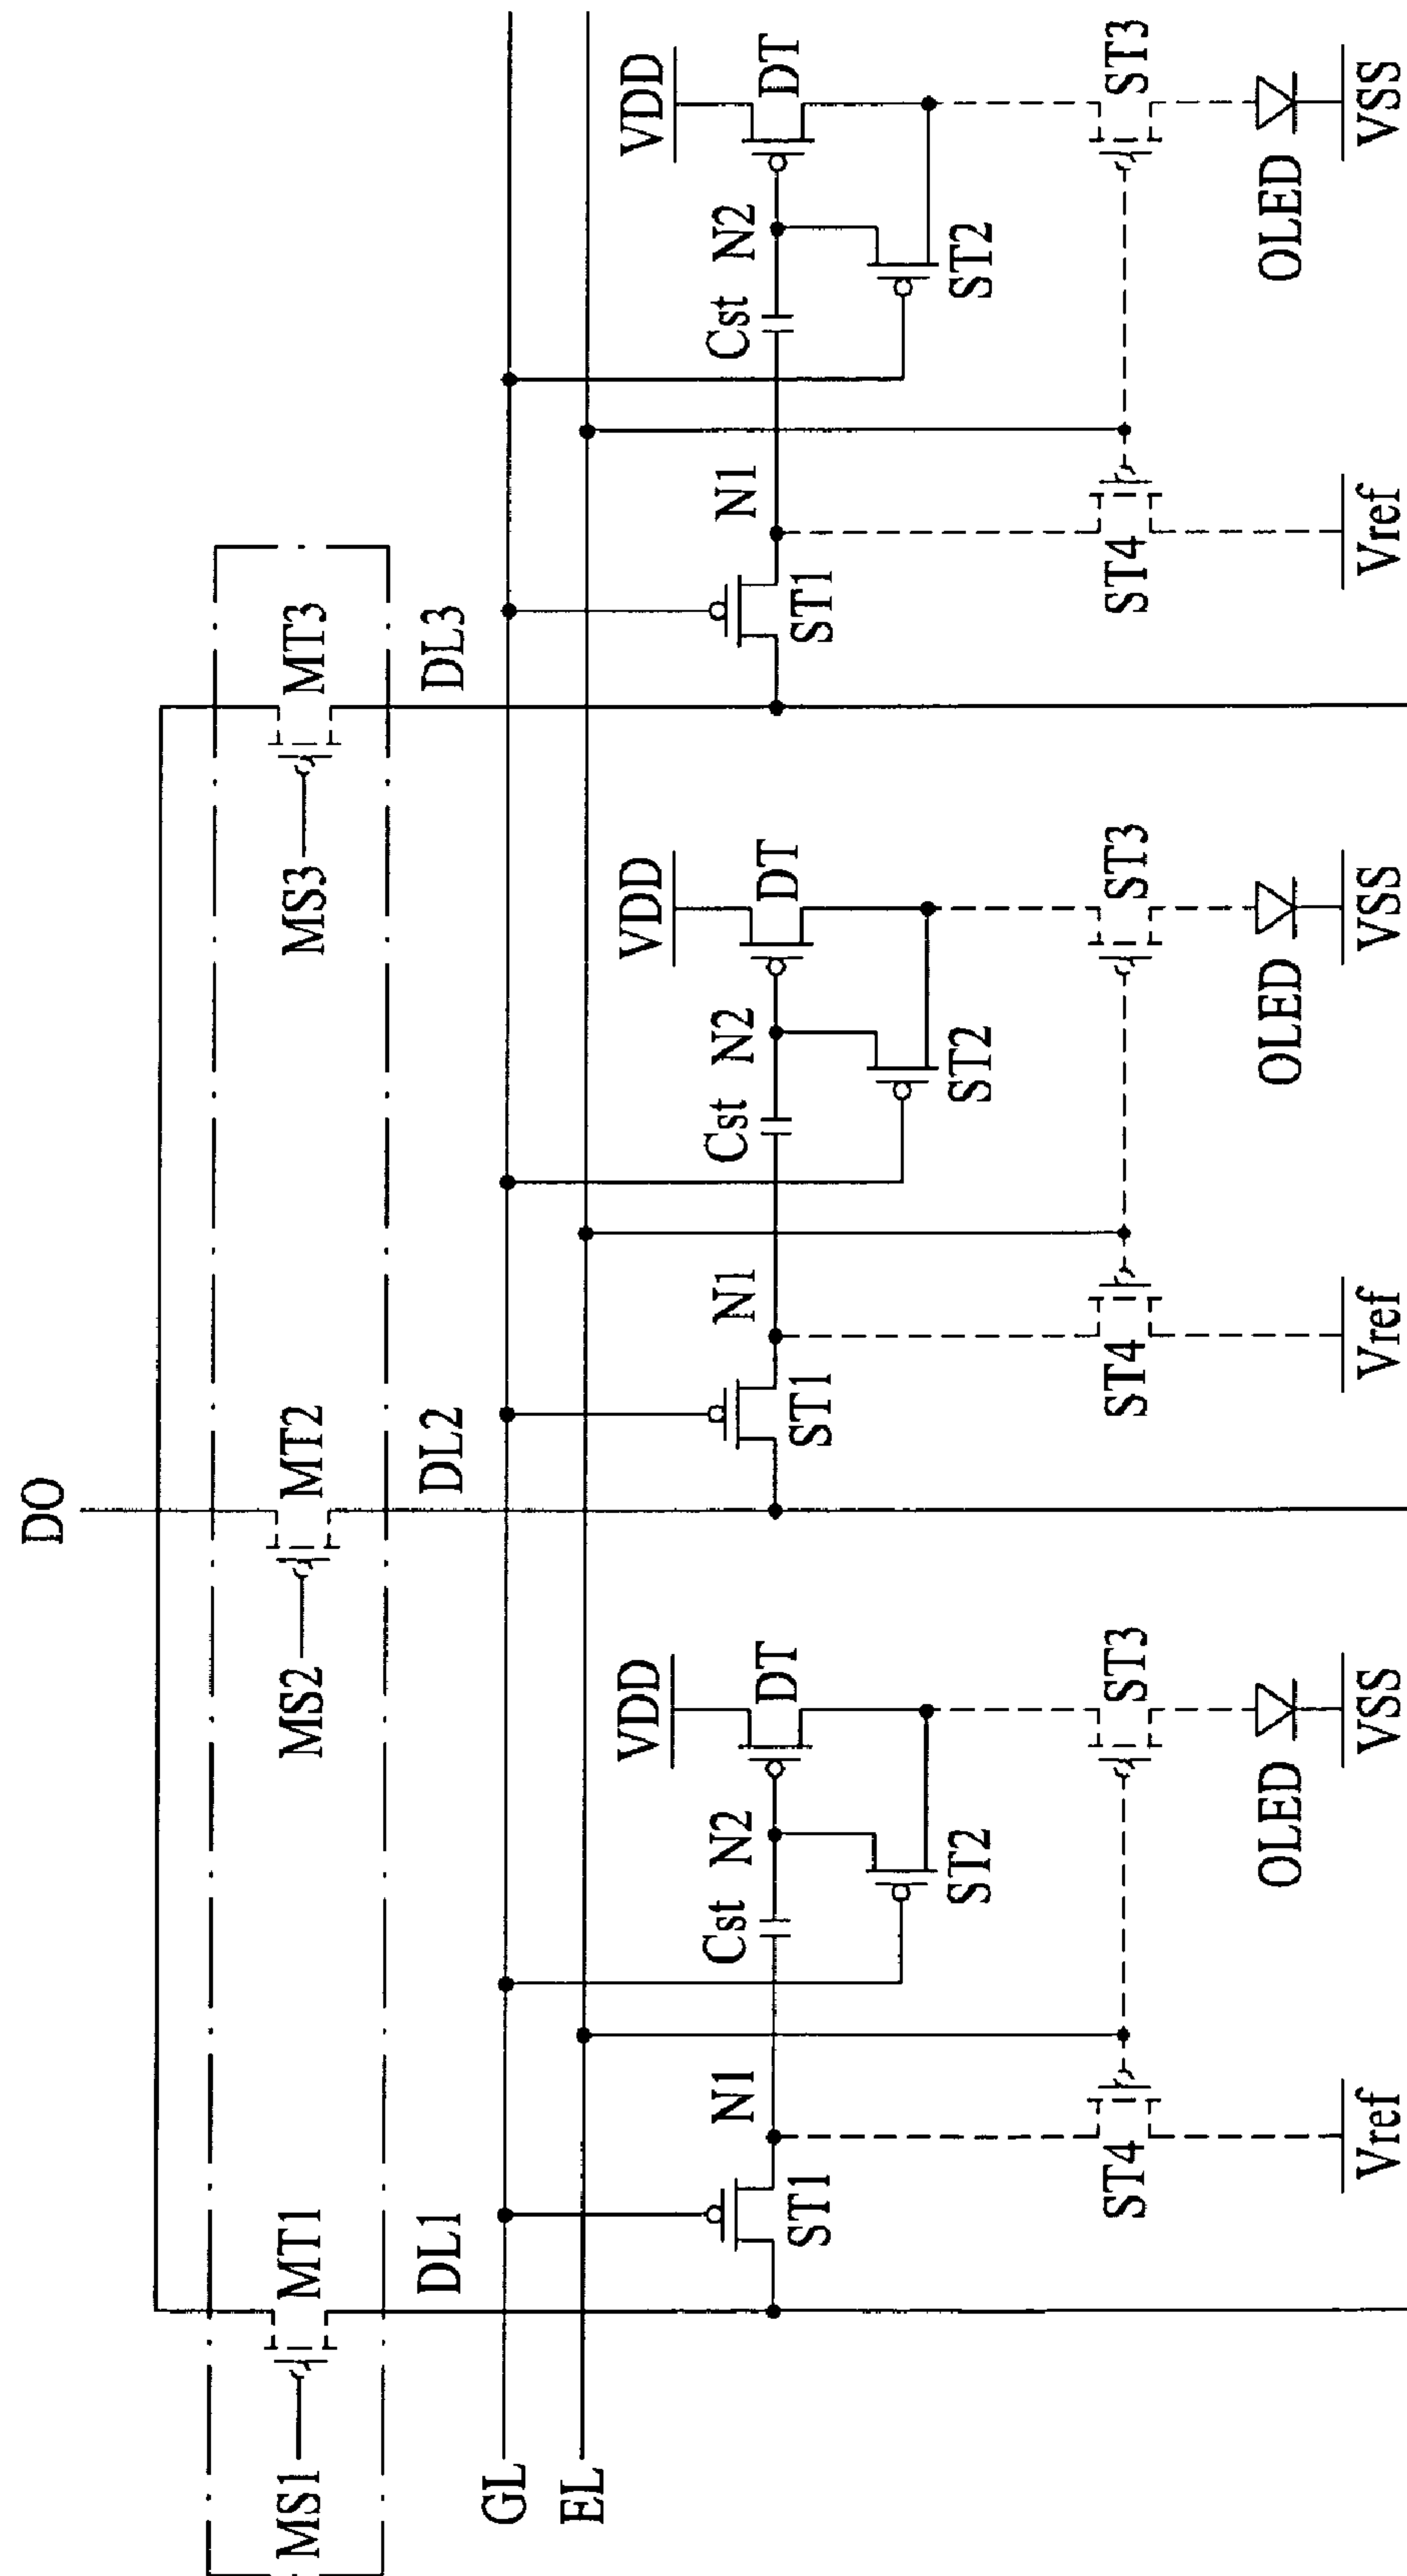 DO
MS1
MT1
MS2
MT2
MS3
MT3
DL1
DL2
DL3
GL
EL
VDD
DT
Cst
N2
N1
ST1
ST2
ST4
ST3
OLED
Vref
VSS
VDD
DT
Cst
N2
N1
ST1
ST2
ST4
ST3
OLED
Vref
VSS
VDD
DT
Cst
N2
N1
ST1
ST2
ST4
ST3
OLED
Vref
VSS